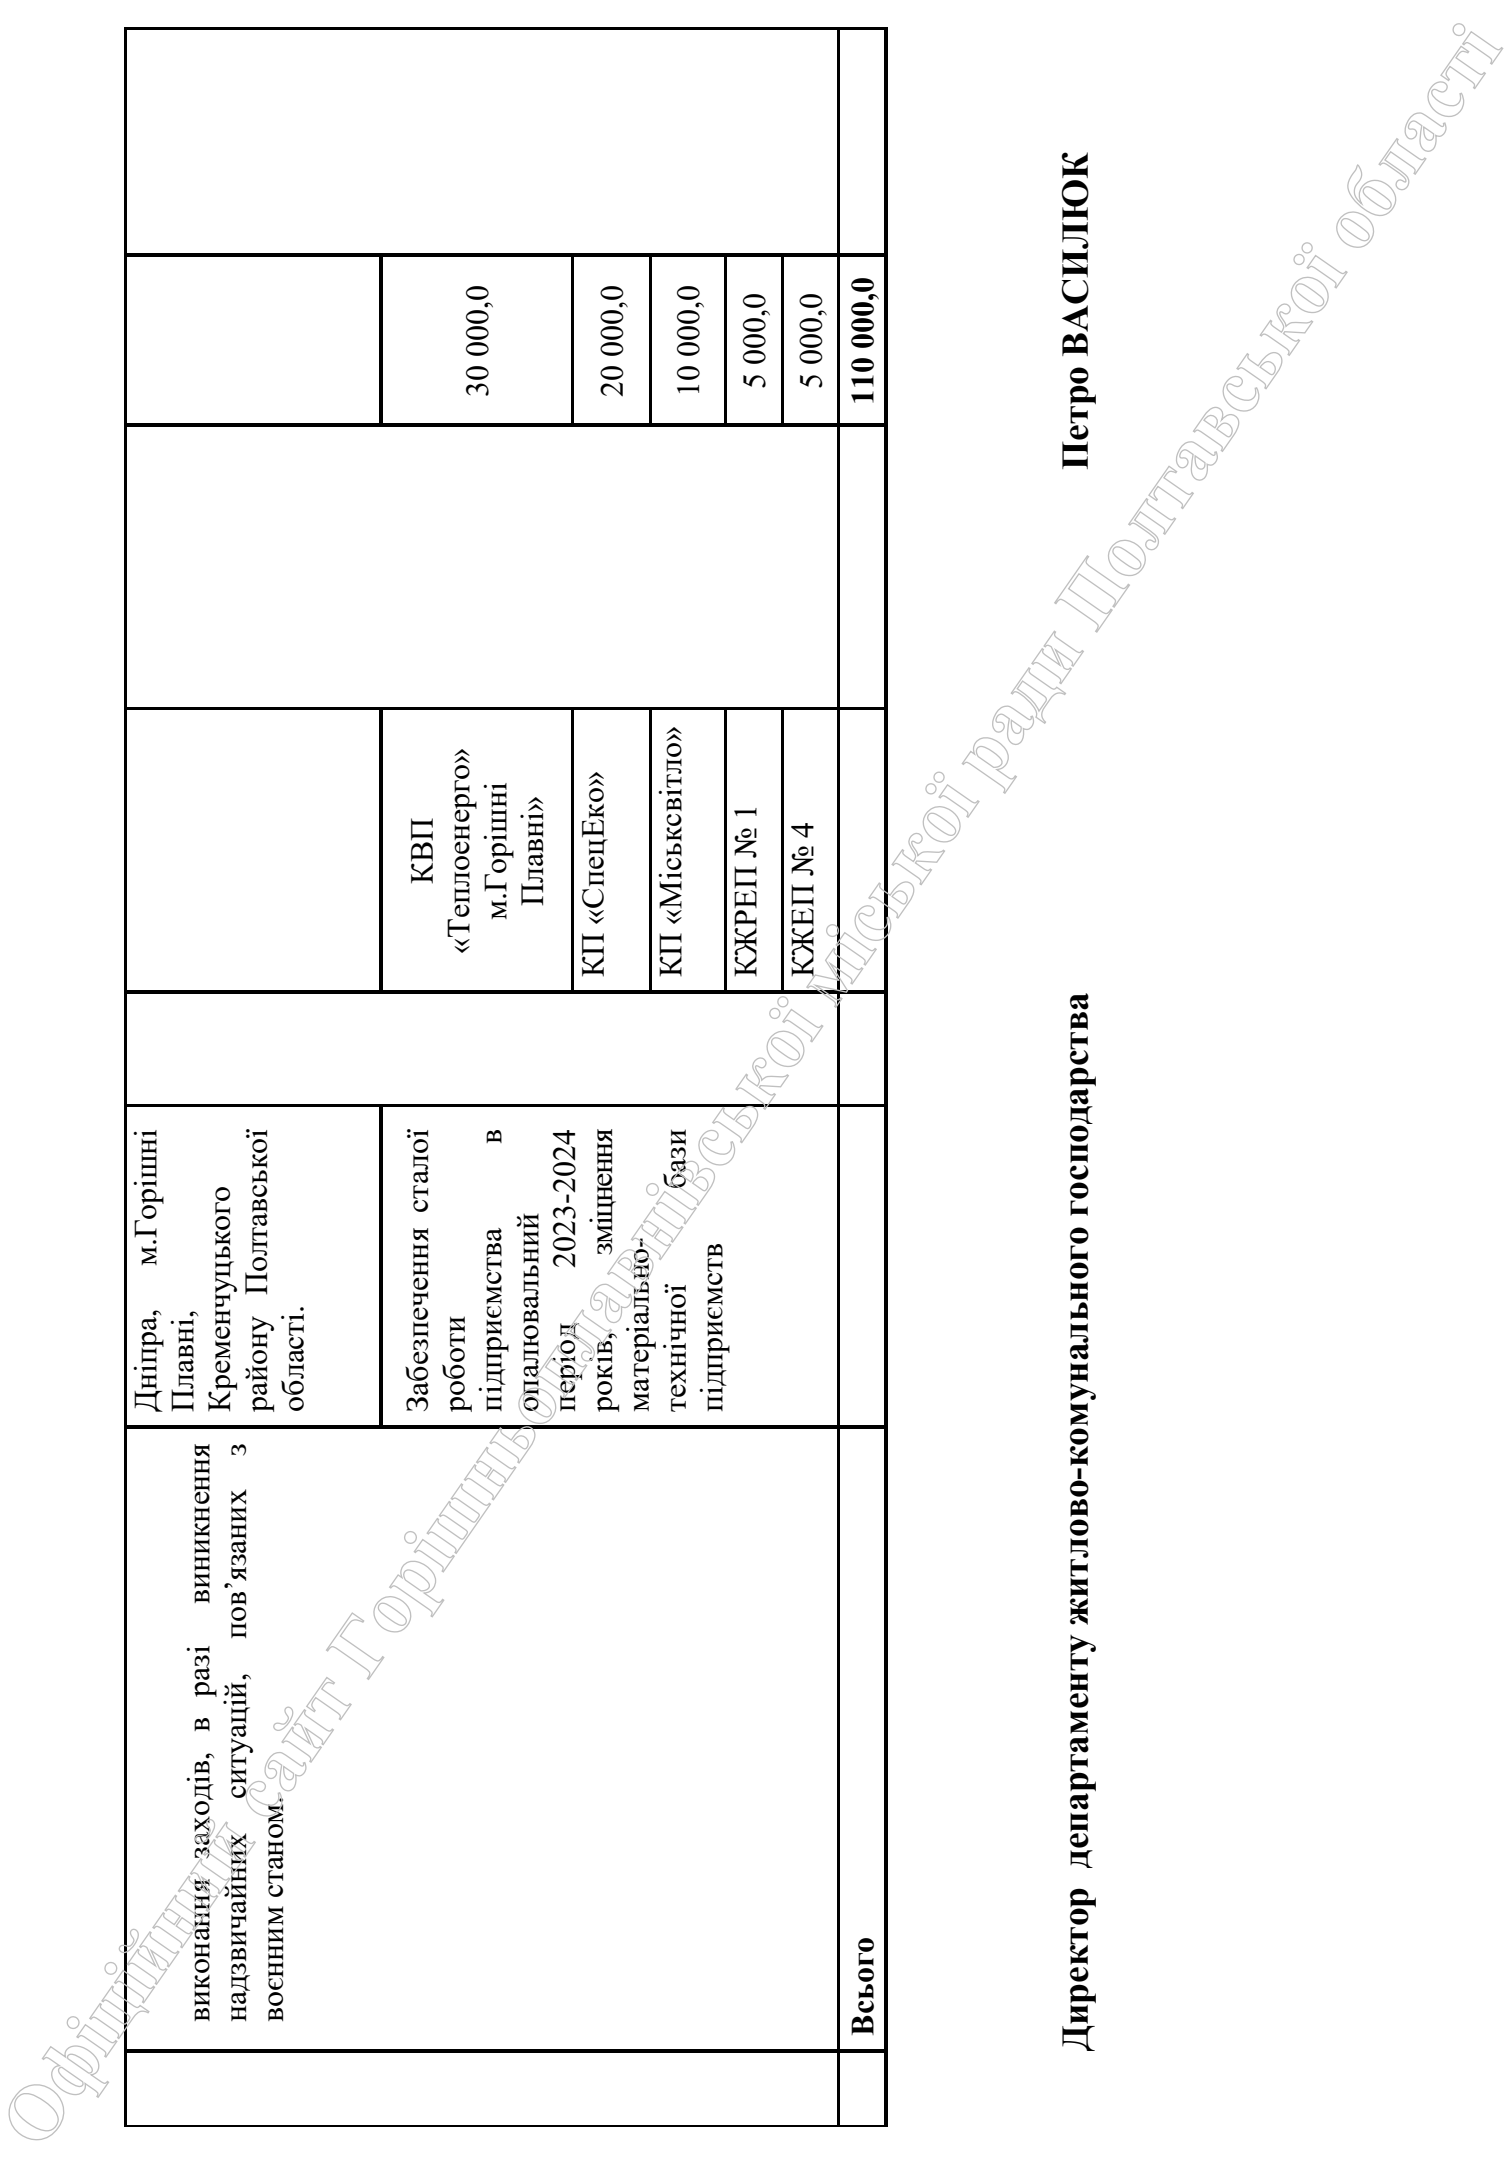 виконання заходів, в разі виникнення
надзвичайних ситуацій, пов’язаних з
воєнним станом.
Дніпра, м.Горішні
Плавні,
Кременчуцького
району Полтавської
області.
Забезпечення сталої
роботи
підприємства в
опалювальний
період 2023-2024
років, зміцнення
матеріально-
технічної бази
підприємств
КВП
«Теплоенерго»
м.Горішні
Плавні»
30 000,0
КП «СпецЕко»
20 000,0
КП «Міськсвітло»
10 000,0
КЖРЕП № 1
5 000,0
КЖЕП № 4
5 000,0
Всього
110 000,0
Директор департаменту житлово-комунального господарства
Петро ВАСИЛЮК
Офіційний сайт Горішньоплавнівської міської ради Полтавської області